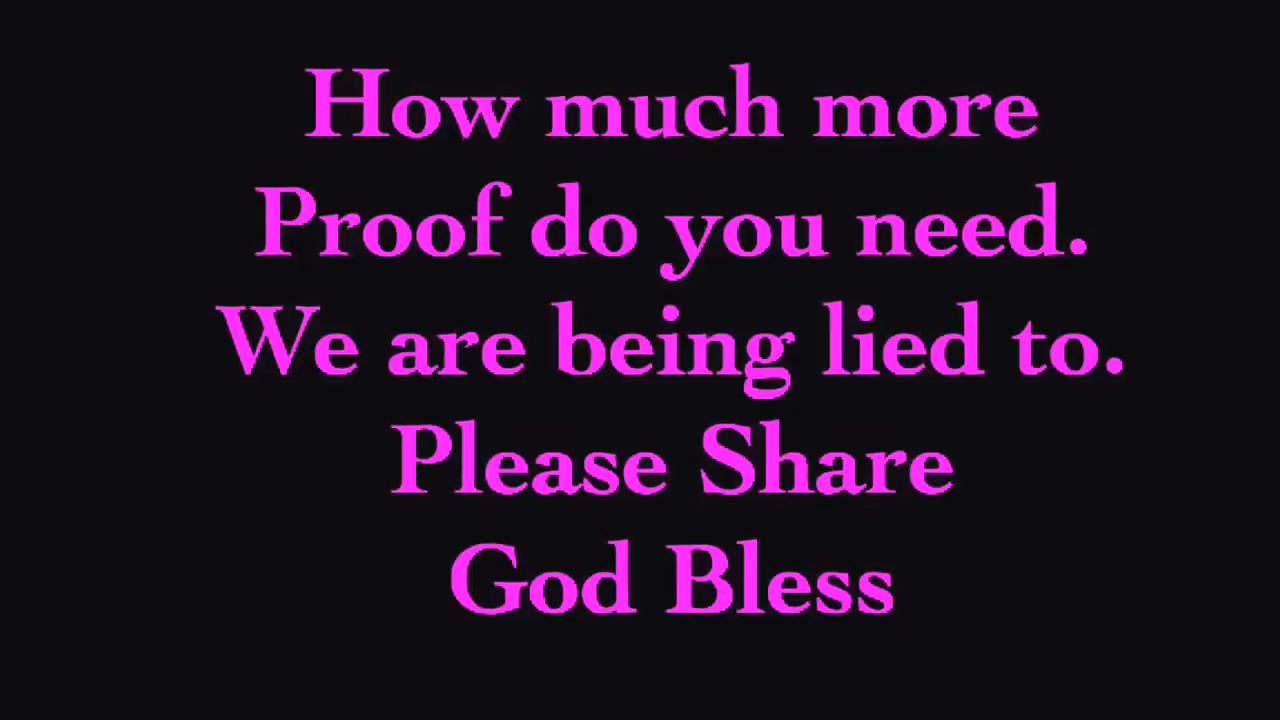 How much more
Proof do you need.
We are being lied to.
Please Share
God Bless